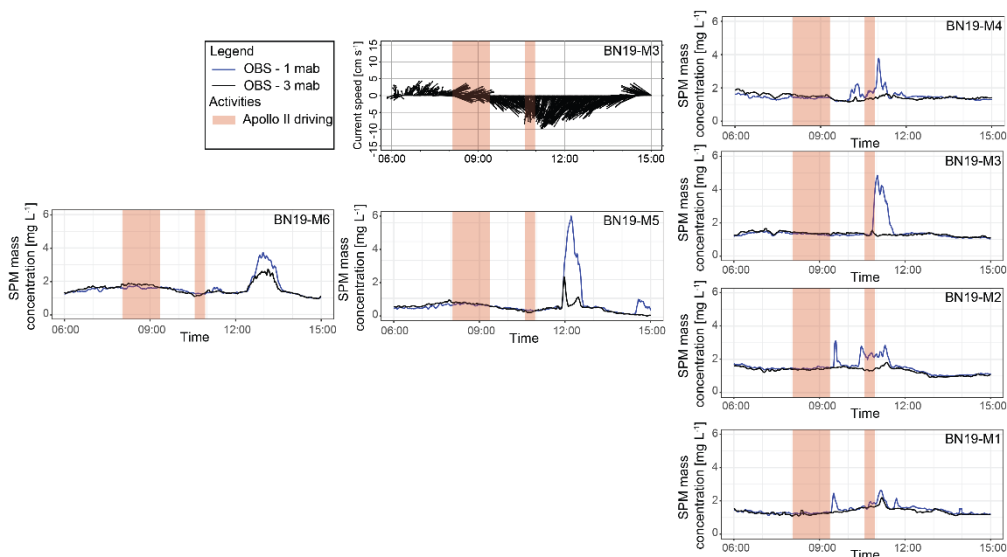 Legend
OBS - 1 mab
OBS - 3 mab
Activities
Apollo II driving
BN19-M3
Current speed [cm s⁻¹]
15
10
5
0
-5
-10
-15
06:00 09:00 12:00 15:00
BN19-M4
SPM mass
concentration [mg L⁻¹]
6
4
2
0
06:00 09:00 12:00 15:00
Time
BN19-M3
SPM mass
concentration [mg L⁻¹]
6
4
2
0
06:00 09:00 12:00 15:00
Time
BN19-M6
SPM mass
concentration [mg L⁻¹]
6
4
2
0
06:00 09:00 12:00 15:00
Time
BN19-M5
SPM mass
concentration [mg L⁻¹]
6
4
2
0
06:00 09:00 12:00 15:00
Time
BN19-M2
SPM mass
concentration [mg L⁻¹]
6
4
2
0
06:00 09:00 12:00 15:00
Time
BN19-M1
SPM mass
concentration [mg L⁻¹]
6
4
2
0
06:00 09:00 12:00 15:00
Time